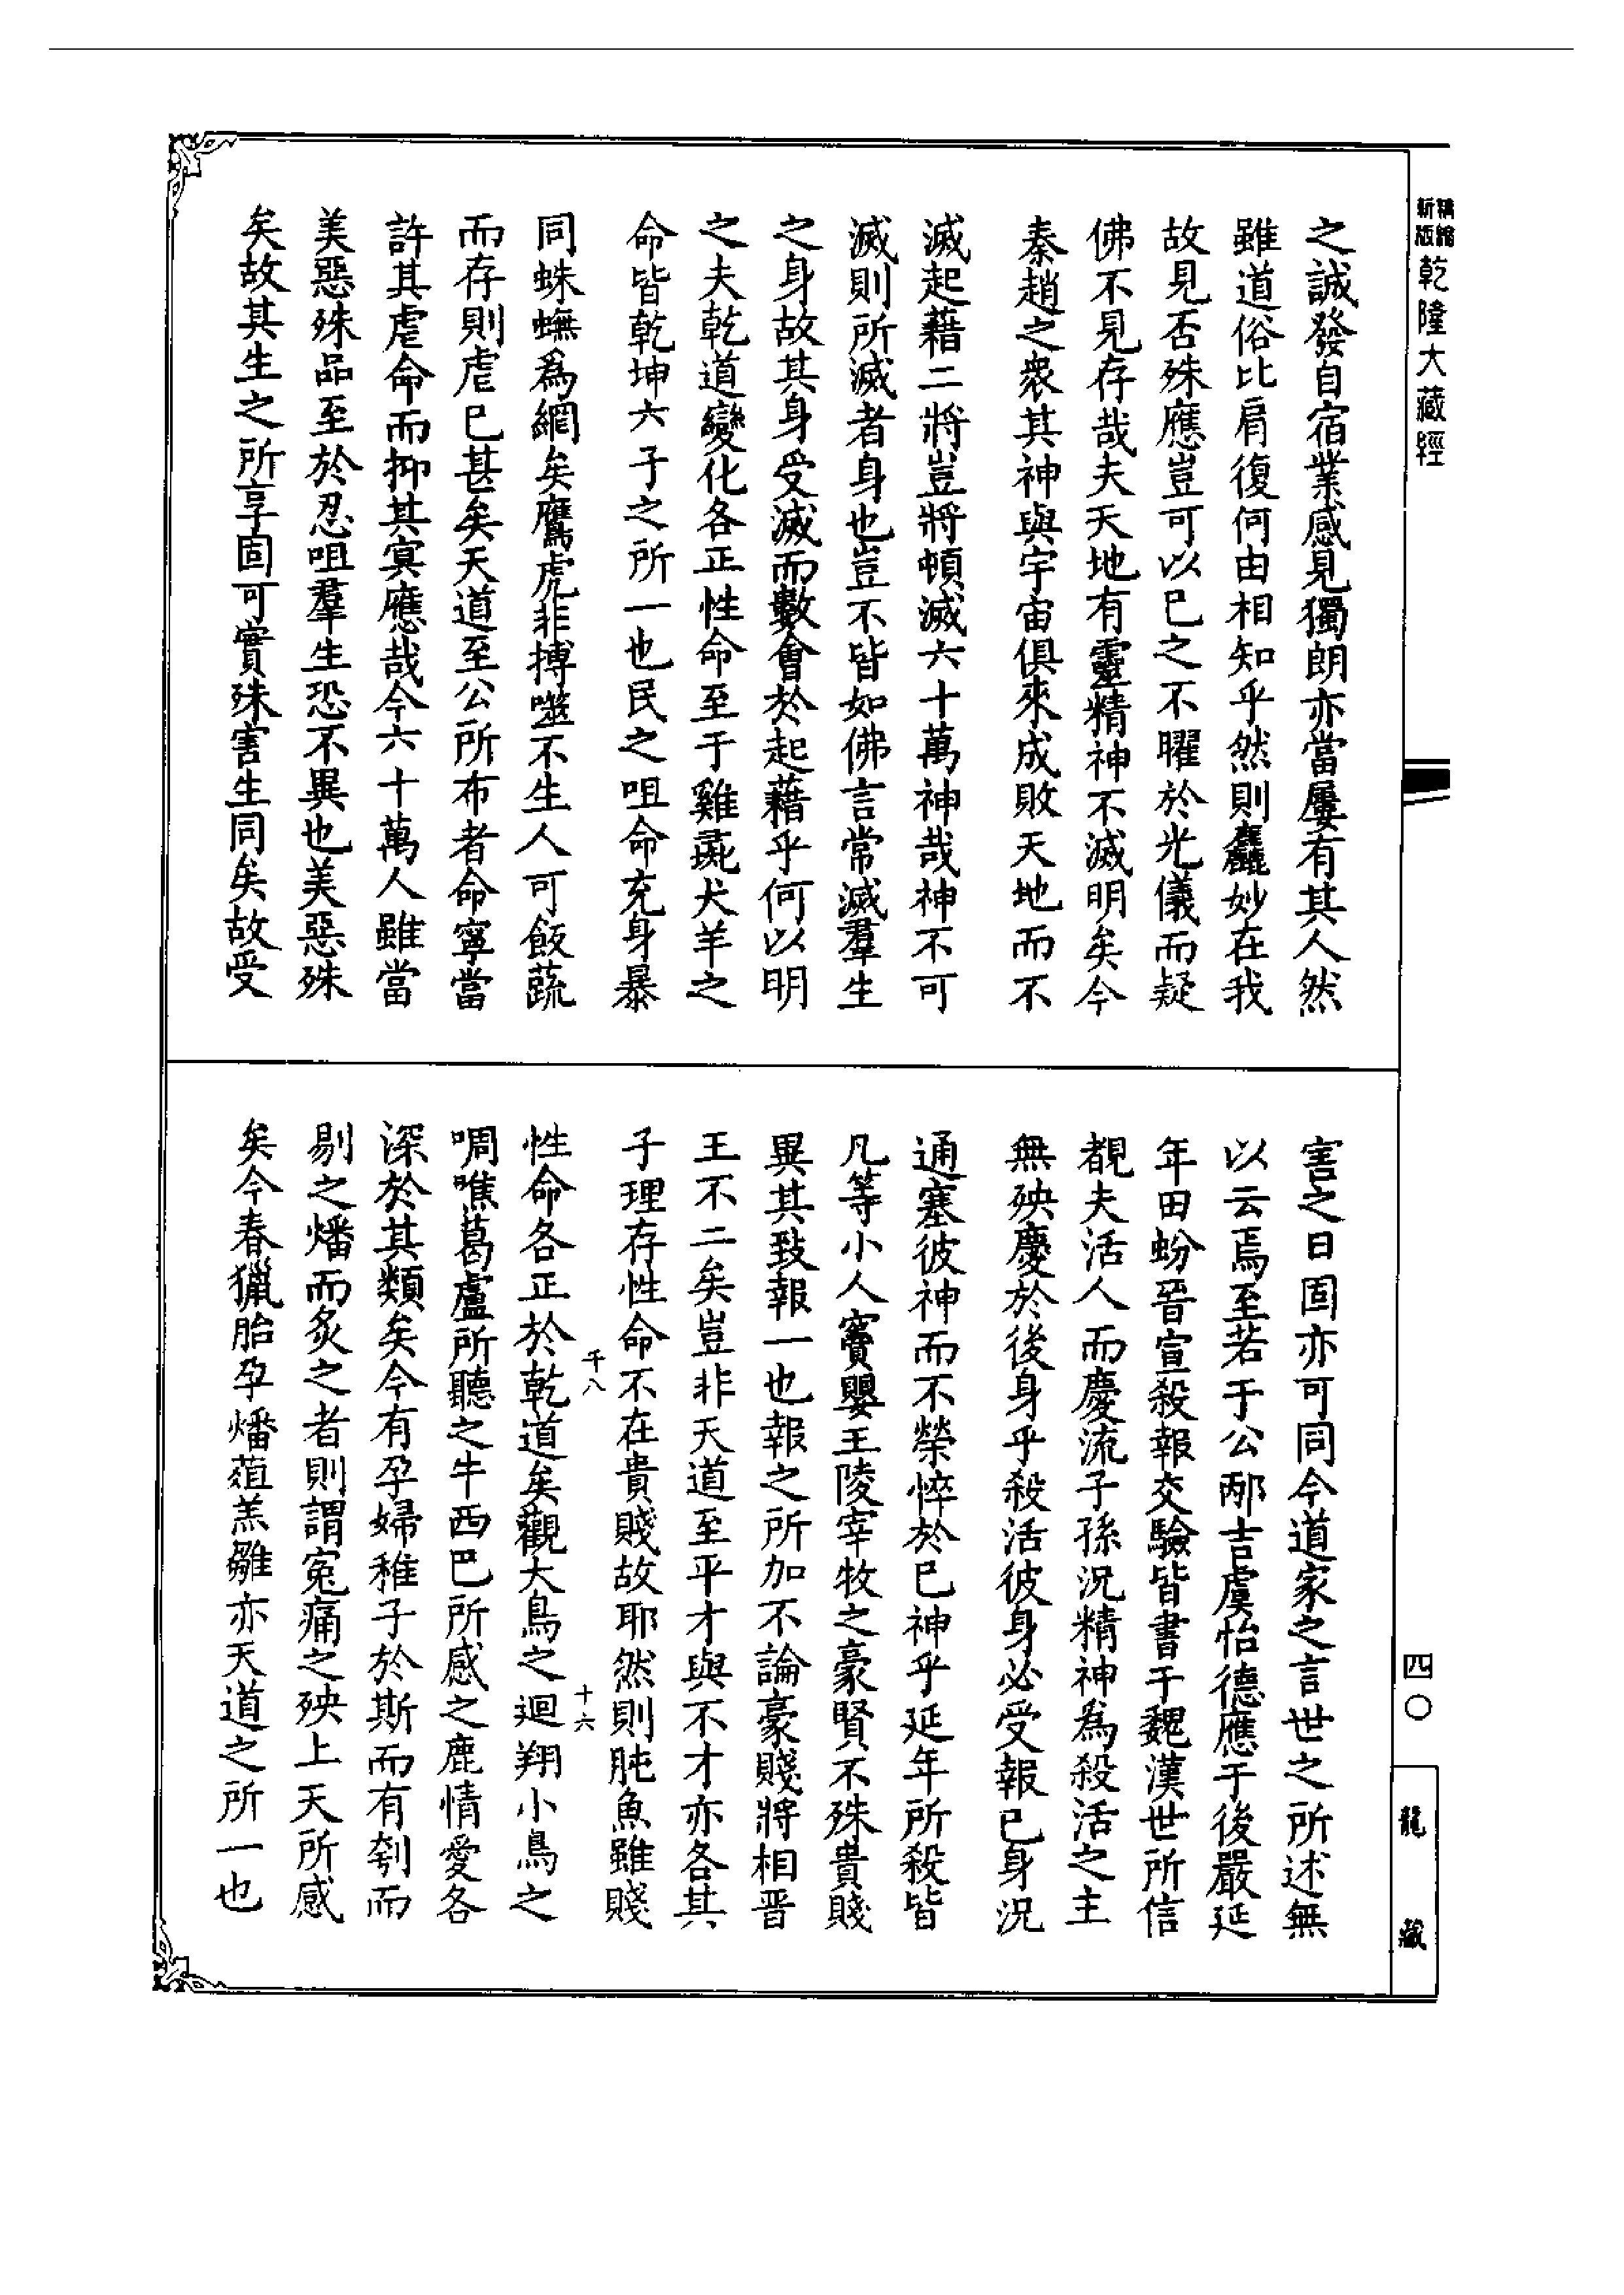 精縮
新版
乾隆大藏經
之誠發自宿業感見獨朗亦當屢有其人然
雖道俗比肩復何由相知乎然則麤妙在我
故見否殊應豈可以已之不曜於光儀而疑
佛不見存哉夫天地有靈精神不滅明矣今
秦趙之衆其神與宇宙俱來成敗天地而不
滅起藉二將豈將頓滅六十萬神哉神不可
滅則所滅者身也豈不皆如佛言常滅羣生
之身故其身受滅而數會於起藉乎何以明
之夫乾道變化各正性命至于雞彘犬羊之
命皆乾坤六子之所一也民之咀命充身暴
同蛛蟱為網矣鷹虎非搏噬不生人可飯蔬
而存則虐已甚矣天道至公所布者命寧當
許其虐命而抑其㝠應哉今六十萬人雖當
美惡殊品至於忍咀羣生恐不異也美惡殊
矣故其生之所享固可實殊害生同矣故受
害之日固亦可同今道家之言世之所述無
以云焉至若于公邴吉虞怡德應于後嚴延
年田蚡晉宣殺報交驗皆書于魏漢世所信
覩夫活人而慶流子孫況精神為殺活之主
無殃慶於後身乎殺活彼身必受報已身況
通塞彼神而不榮悴於已神乎延年所殺皆
凡等小人竇嬰王陵宰牧之豪賢不殊貴賤
異其致報一也報之所加不論豪賤將相晋
王不二矣豈非天道至平才與不才亦各其
子理存性命不在貴賤故耶然則肫魚雖賤
千八
十六
性命各正於乾道矣觀大鳥之迴翔小鳥之
啁噍葛盧所聽之牛西巴所感之鹿情愛各
深於其類矣今有孕婦稚子於斯而有刳而
剔之燔而炙之者則謂寃痛之殃上天所感
矣今春獵胎孕燔葅羔雛亦天道之所一也
四〇
龍藏